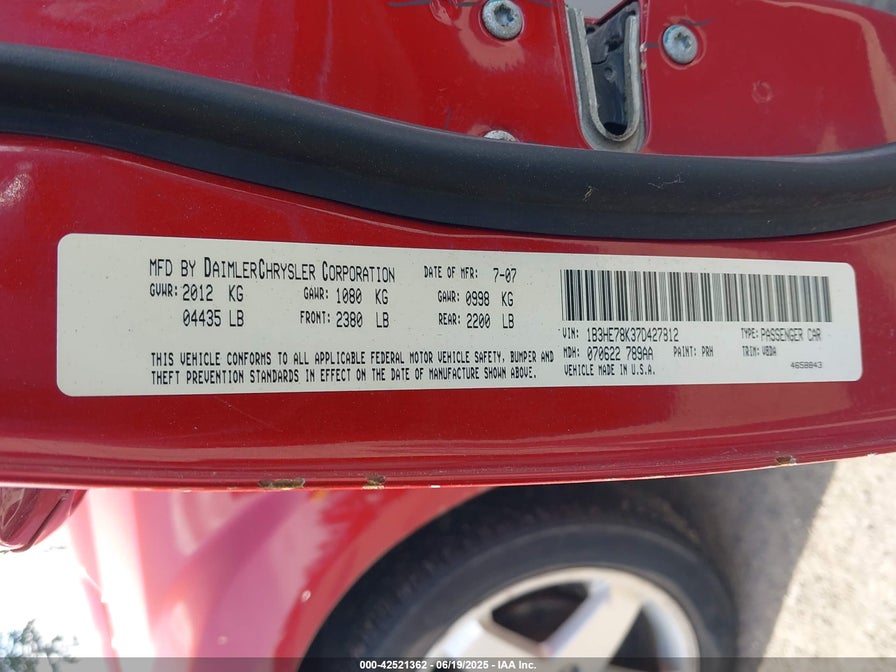 MFD BY DAIMLERCHRYSLER CORPORATION DATE OF MFR: 7-07
GVWR: 2012 KG GAWR: 1080 KG GAWR: 0998 KG
04435 LB FRONT: 2380 LB REAR: 2200 LB
THIS VEHICLE CONFORMS TO ALL APPLICABLE FEDERAL MOTOR VEHICLE SAFETY, BUMPER AND
THEFT PREVENTION STANDARDS IN EFFECT ON THE DATE OF MANUFACTURE SHOWN ABOVE.
VIN: 1B3HE78K37D427812 TYPE: PASSENGER CAR
MDH: 070622 789AA PAINT: PRH TRIM: VBDA
VEHICLE MADE IN U.S.A. 4658843
000-42521362 - 06/19/2025 - IAA Inc.